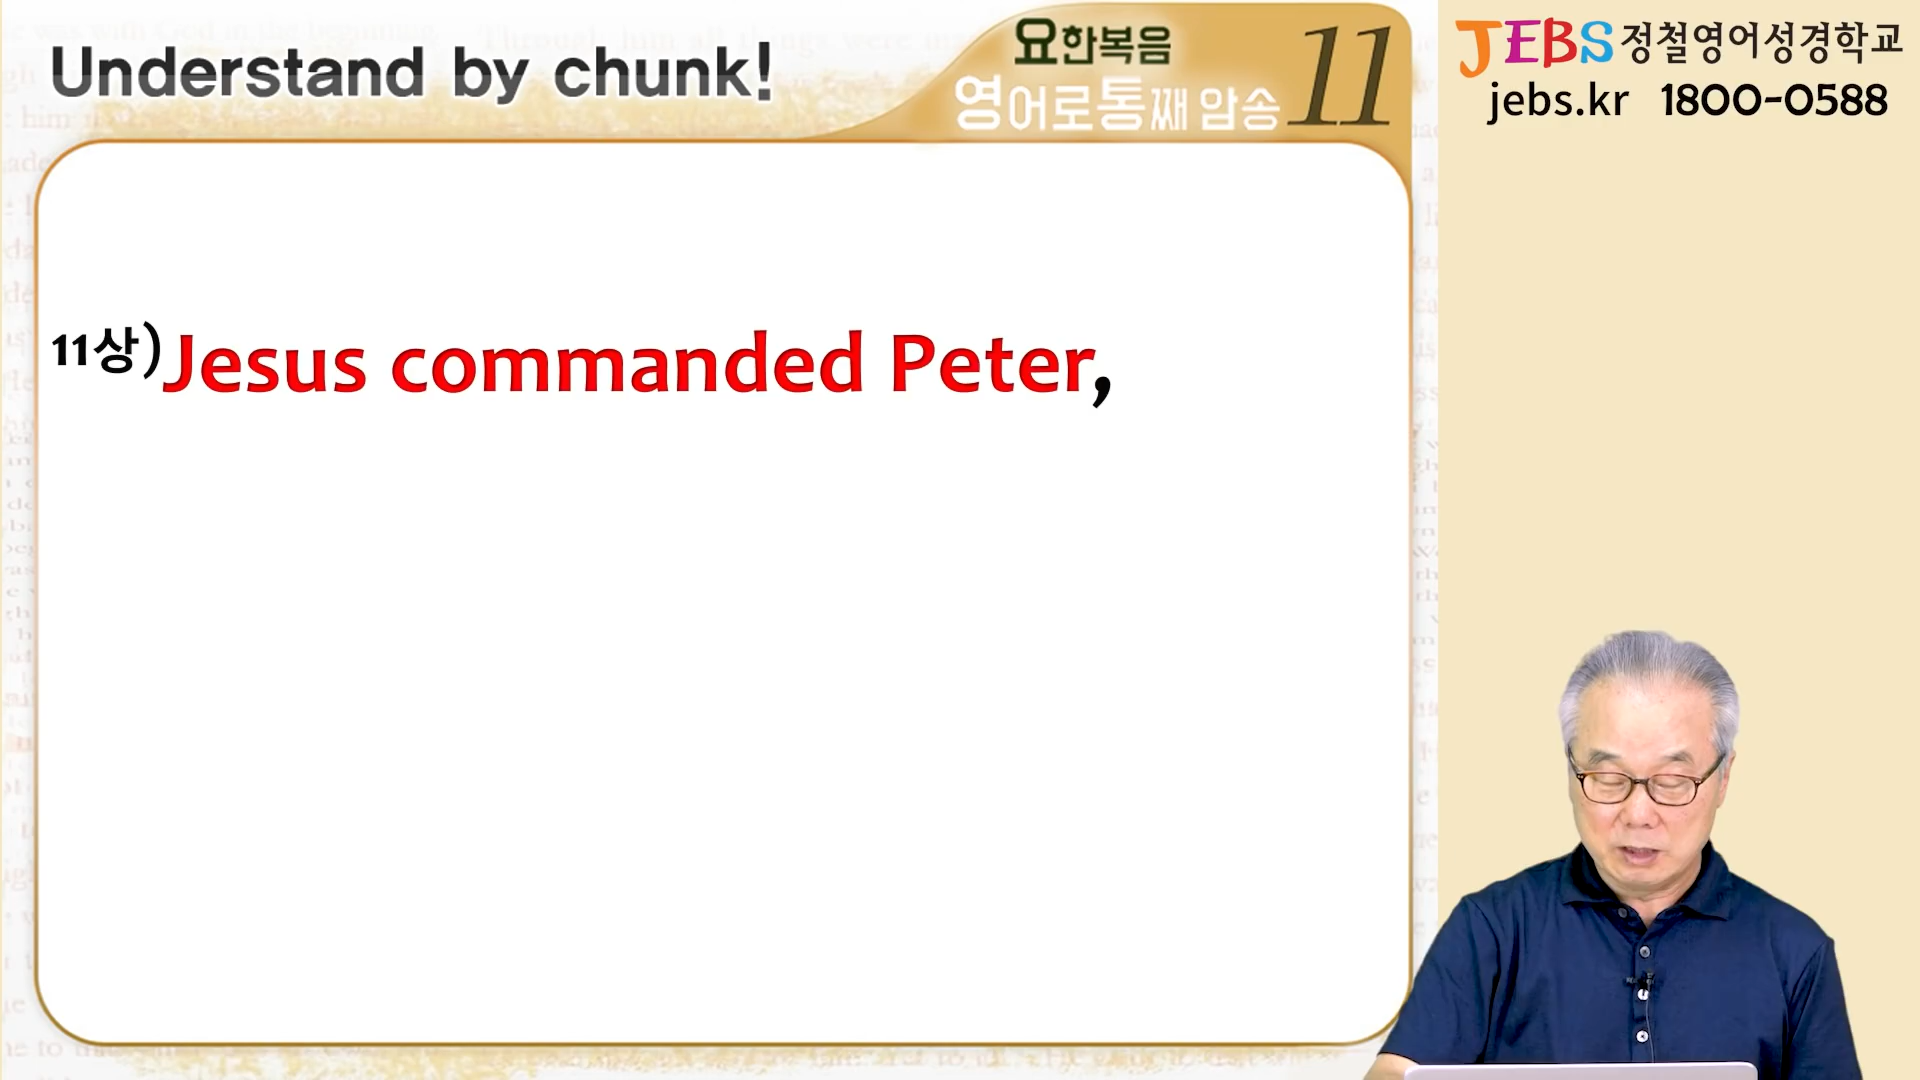 Understand by chunk!
요한복음
영어로통째 암송 11
JEBS 정철영어성경학교
jebs.kr 1800-0588
11상)Jesus commanded Peter,